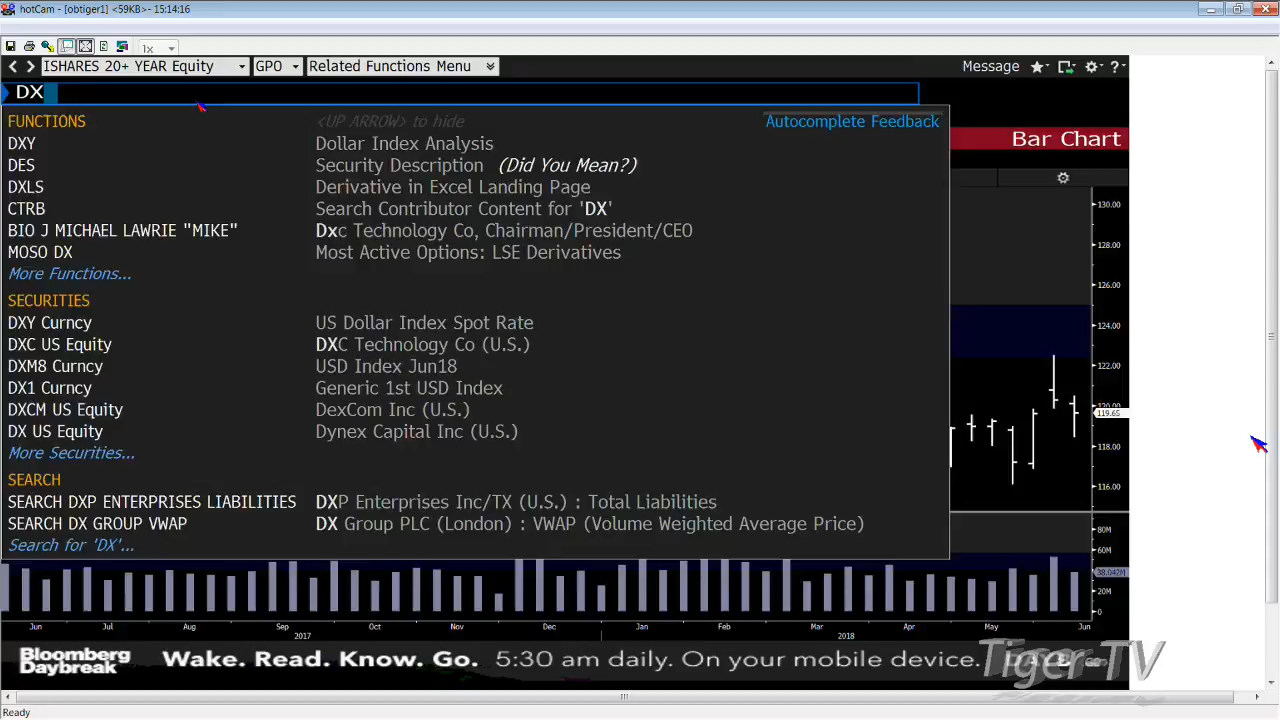 hotCam - [obtiger1] <59KB>- 15:14:16
1x
ISHARES 20+ YEAR Equity GPO Related Functions Menu Message ?
DX
FUNCTIONS <UP ARROW> to hide Autocomplete Feedback
Bar Chart
DXY Dollar Index Analysis
DES Security Description (Did You Mean?)
DXLS Derivative in Excel Landing Page
CTRB Search Contributor Content for 'DX'
BIO J MICHAEL LAWRIE "MIKE" Dxc Technology Co, Chairman/President/CEO
MOSO DX Most Active Options: LSE Derivatives
More Functions...
SECURITIES
DXY Curncy US Dollar Index Spot Rate
DXC US Equity DXC Technology Co (U.S.)
DXM8 Curncy USD Index Jun18
DX1 Curncy Generic 1st USD Index
DXCM US Equity DexCom Inc (U.S.)
DX US Equity Dynex Capital Inc (U.S.)
More Securities...
SEARCH
SEARCH DXP ENTERPRISES LIABILITIES DXP Enterprises Inc/TX (U.S.) : Total Liabilities
SEARCH DX GROUP VWAP DX Group PLC (London) : VWAP (Volume Weighted Average Price)
Search for 'DX'...
130.00
128.00
126.00
124.00
122.00
120.00
119.65
118.00
116.00
80M
60M
38.042M
20M
0
Jun Jul Aug Sep Oct Nov Dec Jan Feb Mar Apr May Jun
2017 2018
Bloomberg Daybreak Wake. Read. Know. Go. 5:30 am daily. On your mobile device.
Tiger-TV
Ready